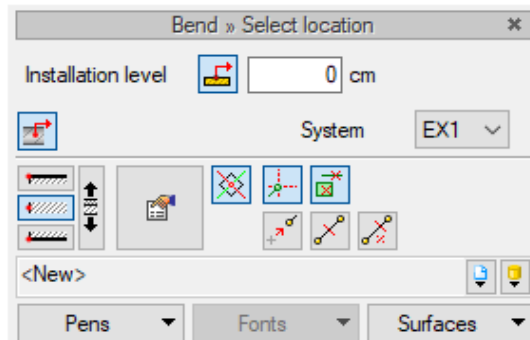 Bend » Select location
Installation level 0 cm
System EX1
<New>
Pens Fonts Surfaces